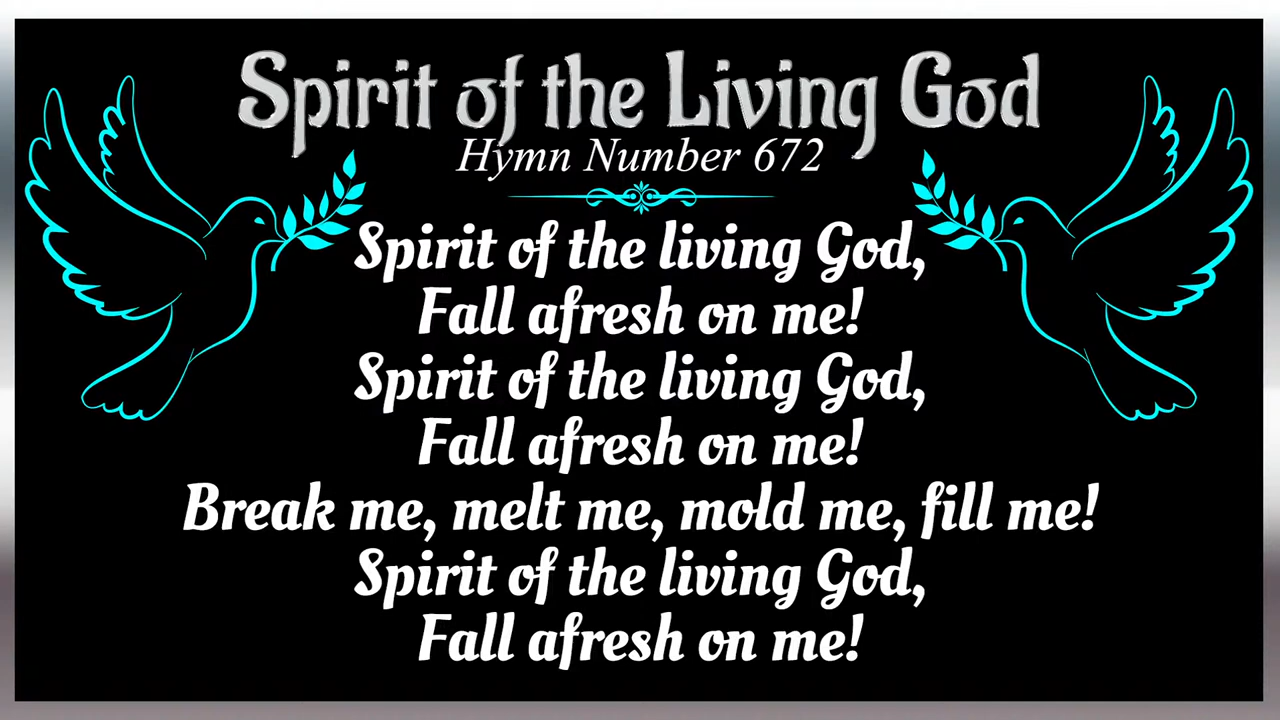 Spirit of the Living God
Hymn Number 672
Spirit of the living God,
Fall afresh on me!
Spirit of the living God,
Fall afresh on me!
Break me, melt me, mold me, fill me!
Spirit of the living God,
Fall afresh on me!